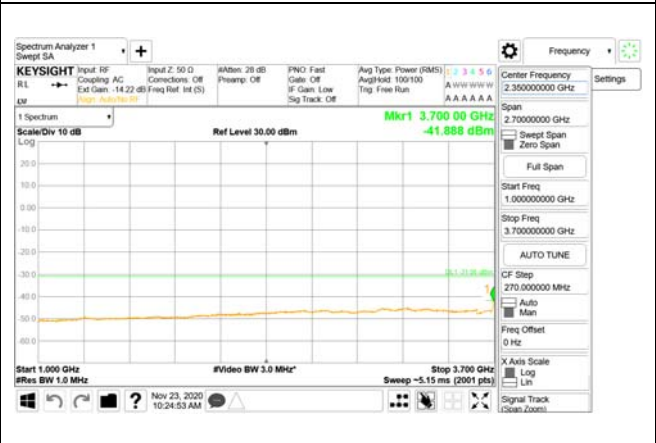 Spectrum Analyzer 1
Swept SA
Frequency
KEYSIGHT
RL
Input: RF
Coupling: AC
Ext Gain: -14.22 dB
Align: Auto/No RF
Input Z: 50 Ω
Corrections: Off
Freq Ref: Int (S)
#Atten: 28 dB
Preamp: Off
PNO: Fast
Gate: Off
IF Gain: Low
Sig Track: Off
Avg Type: Power (RMS)
Avg|Hold: 100/100
Trig: Free Run
1 2 3 4 5 6
A W W W W W
A A A A A A
1 Spectrum
Scale/Div 10 dB
Log
Ref Level 30.00 dBm
Mkr1 3.700 00 GHz
-41.888 dBm
20.0
10.0
0.00
-10.0
-20.0
-30.0
-40.0
-50.0
-60.0
1
Start 1.000 GHz
#Res BW 1.0 MHz
#Video BW 3.0 MHz*
Stop 3.700 GHz
Sweep ~5.15 ms (2001 pts)
Nov 23, 2020
10:24:53 AM
Center Frequency
2.350000000 GHz
Settings
Span
2.70000000 GHz
Swept Span
Zero Span
Full Span
Start Freq
1.000000000 GHz
Stop Freq
3.700000000 GHz
AUTO TUNE
CF Step
270.000000 MHz
Auto
Man
Freq Offset
0 Hz
X Axis Scale
Log
Lin
Signal Track
(Span Zoom)